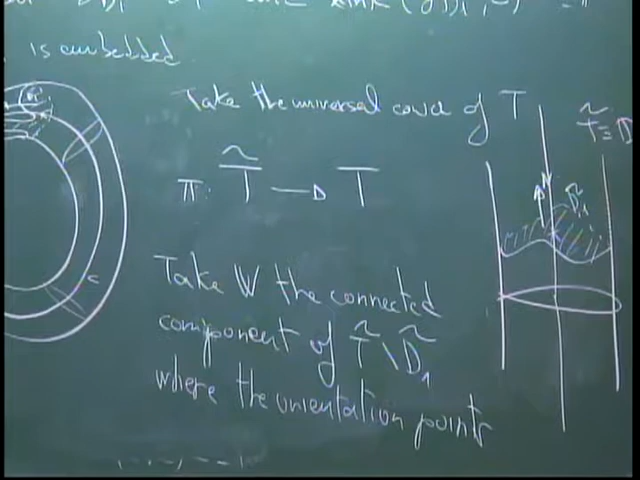 is embedded
Take the universal cover of T
π: T̃ → T
Take W the connected
component of T̃ \ D̃₁
where the orientation points
T̃ ≅ D
D̃₁
c